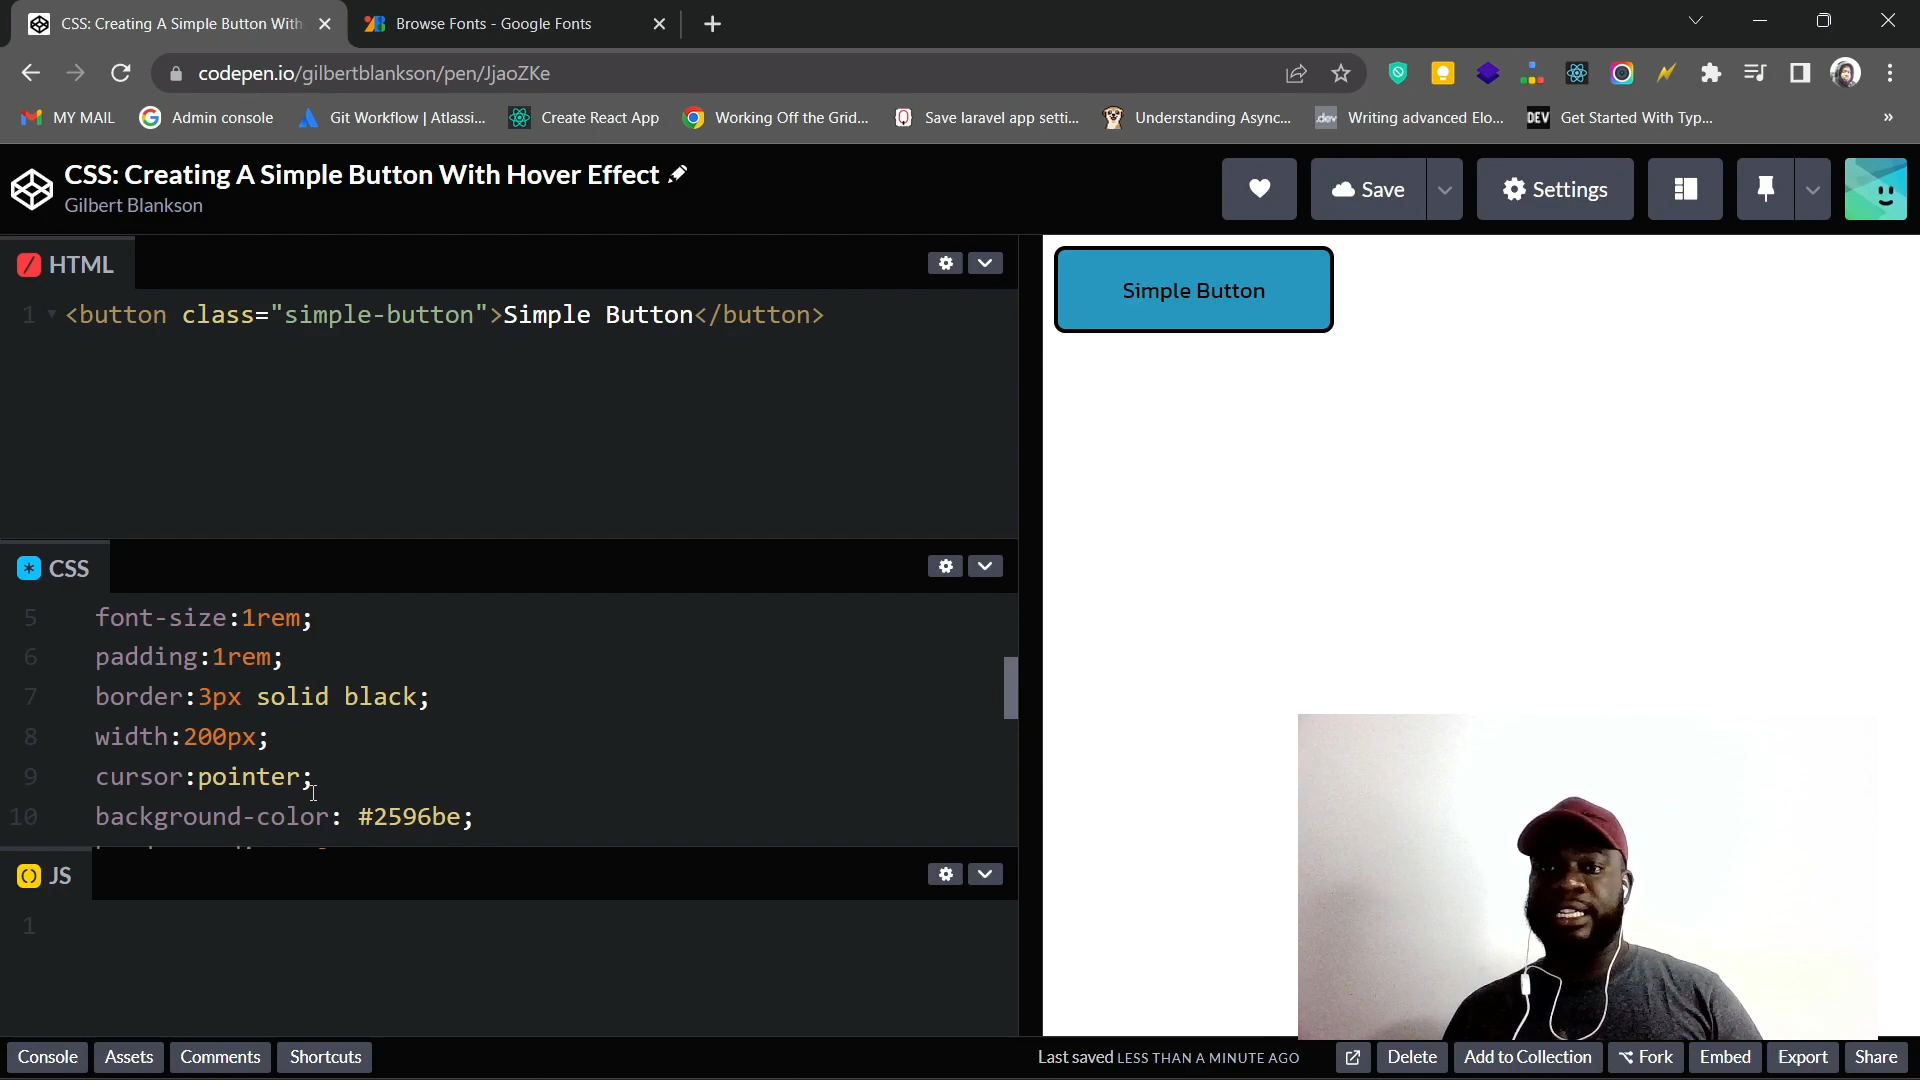 CSS: Creating A Simple Button With
Browse Fonts - Google Fonts
codepen.io/gilbertblankson/pen/JjaoZKe
MY MAIL
Admin console
Git Workflow | Atlassi...
Create React App
Working Off the Grid...
Save laravel app setti...
Understanding Async...
.dev
Writing advanced Elo...
DEV
Get Started With Typ...
»
CSS: Creating A Simple Button With Hover Effect
Gilbert Blankson
Save
Settings
HTML
1 <button class="simple-button">Simple Button</button>
Simple Button
CSS
5 font-size:1rem;
6 padding:1rem;
7 border:3px solid black;
8 width:200px;
9 cursor:pointer;
10 background-color: #2596be;
JS
1
Console
Assets
Comments
Shortcuts
Last saved LESS THAN A MINUTE AGO
Delete
Add to Collection
Fork
Embed
Export
Share